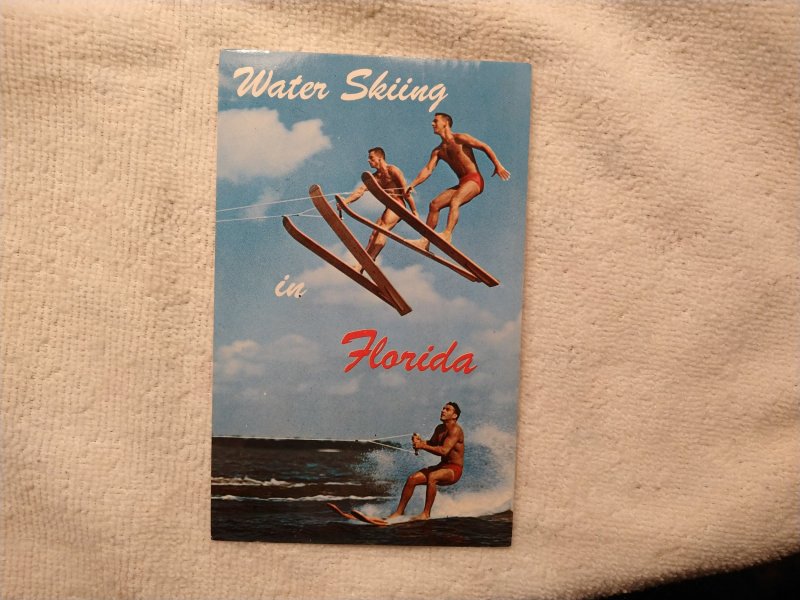 Water Skiing
in
Florida